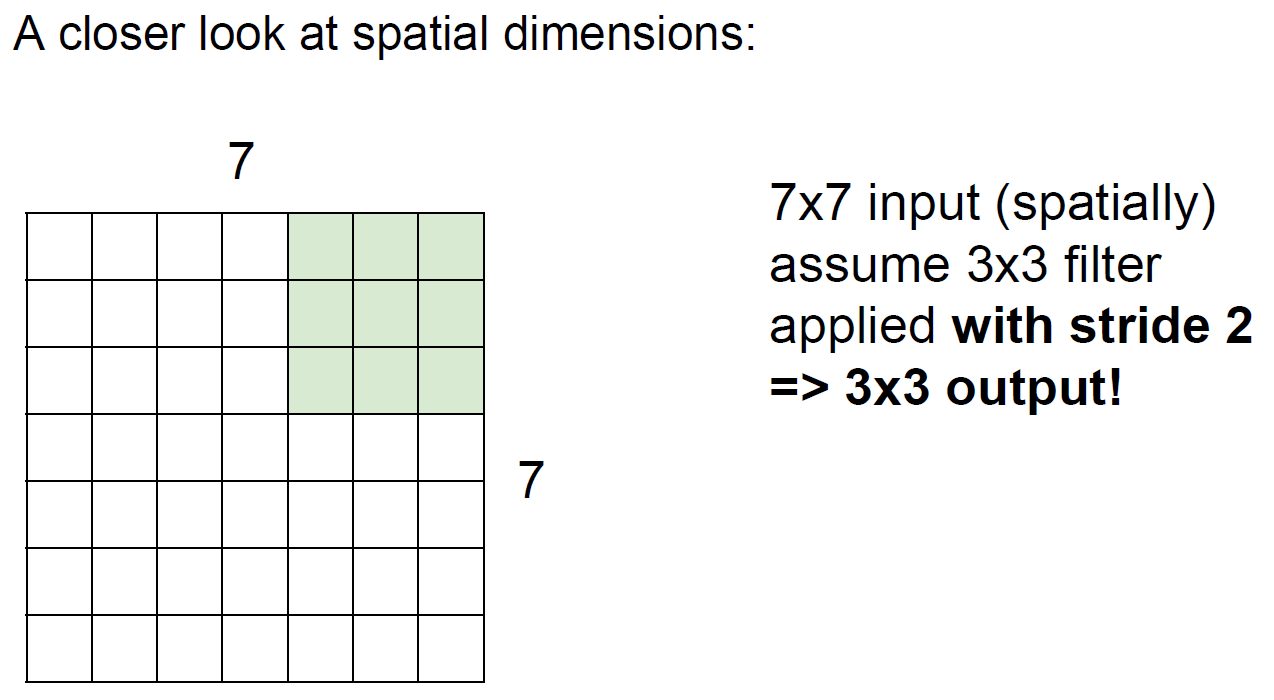 A closer look at spatial dimensions:
7
7x7 input (spatially)
assume 3x3 filter
applied with stride 2
=> 3x3 output!
7